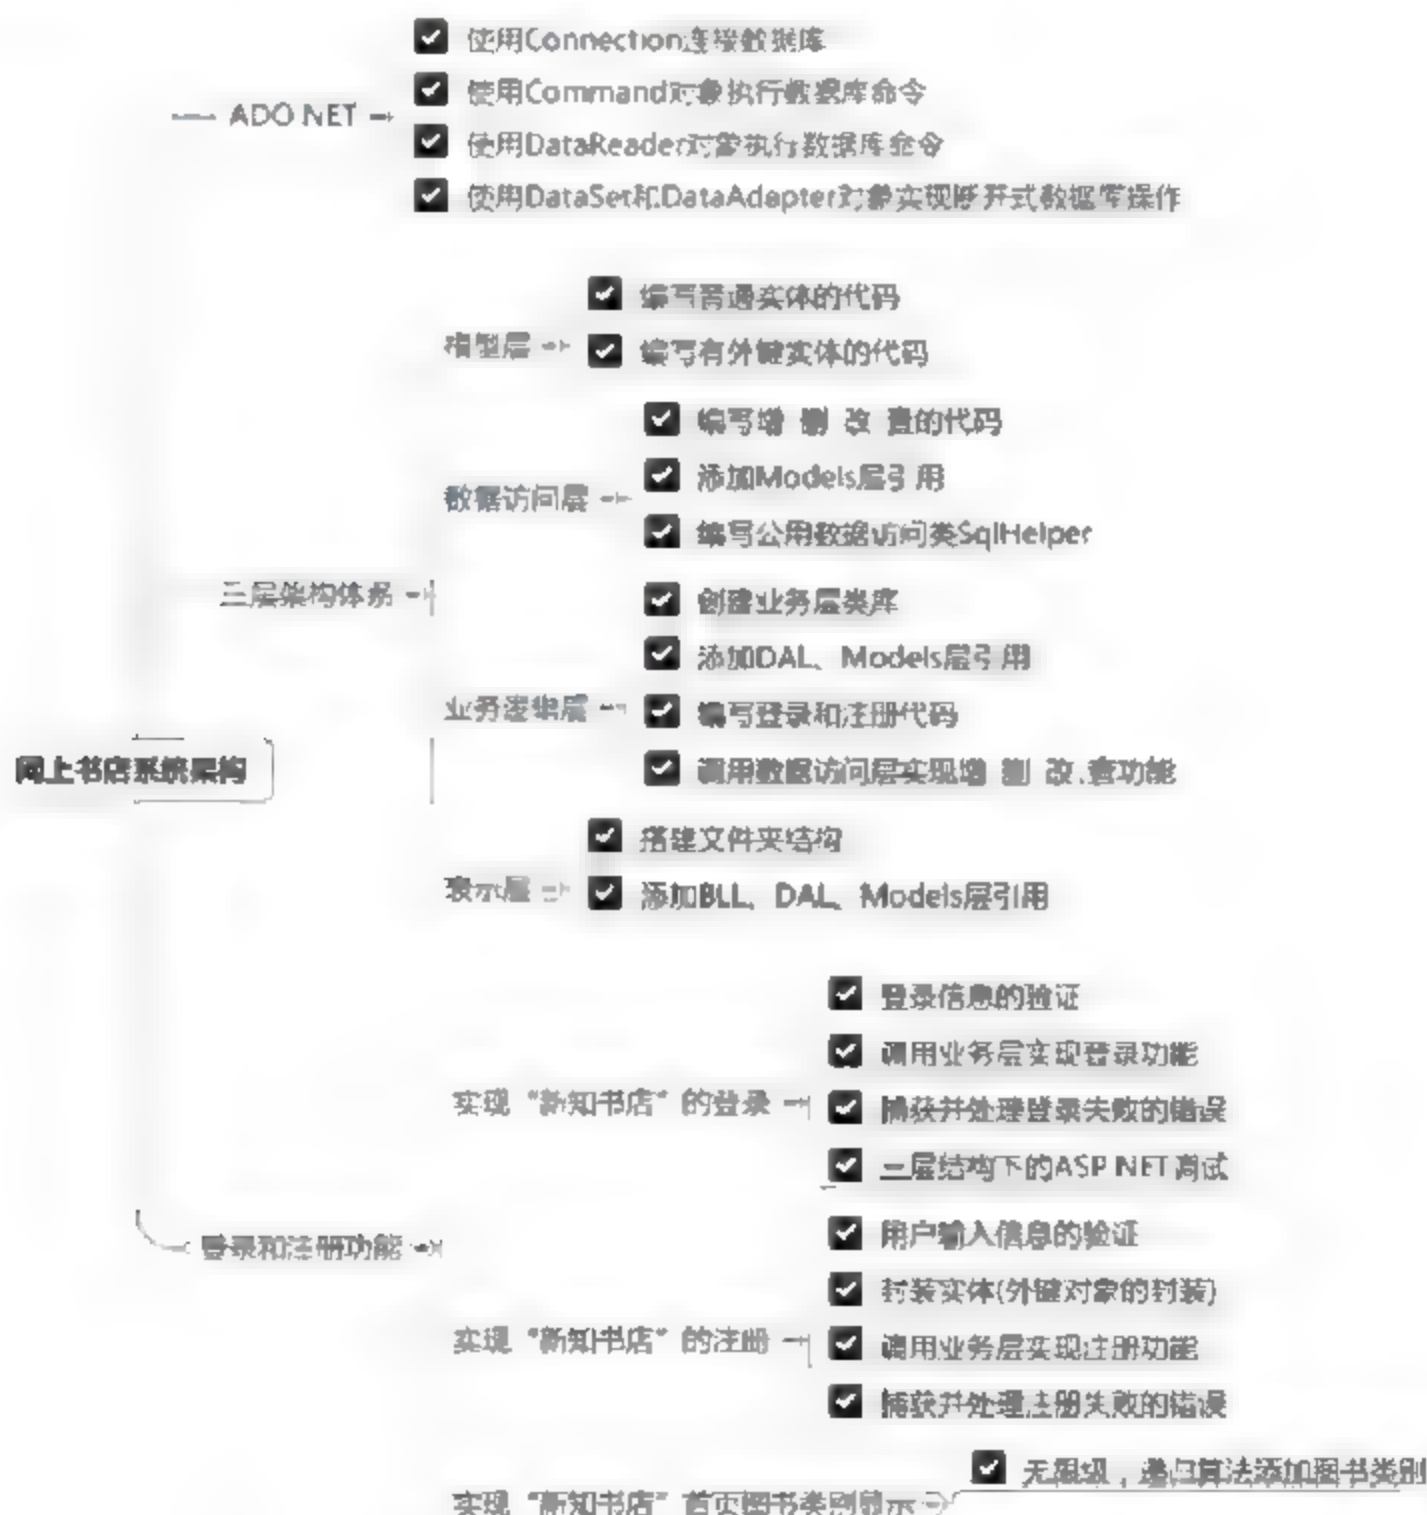 使用Connection连接数据库
使用Command对象执行数据库命令
ADO NET
使用DataReader对象执行数据库命令
使用DataSet和DataAdapter对象实现断开式数据库操作
编写普通实体的代码
模型层
编写有外键实体的代码
编写增 删 改 查的代码
添加Models层引用
数据访问层
编写公用数据访问类SqlHelper
三层架构体系
创建业务层类库
添加DAL、Models层引用
业务逻辑层
编写登录和注册代码
网上书店系统架构
调用数据访问层实现增 删 改.查功能
搭建文件夹结构
表示层
添加BLL、DAL、Models层引用
登录信息的验证
调用业务层实现登录功能
实现“新知书店”的登录
捕获并处理登录失败的错误
三层结构下的ASP NET调试
用户输入信息的验证
登录和注册功能
封装实体(外键对象的封装)
实现“新知书店”的注册
调用业务层实现注册功能
捕获并处理注册失败的错误
无限级，递归算法添加图书类别
实现“新知书店”首页图书类别显示